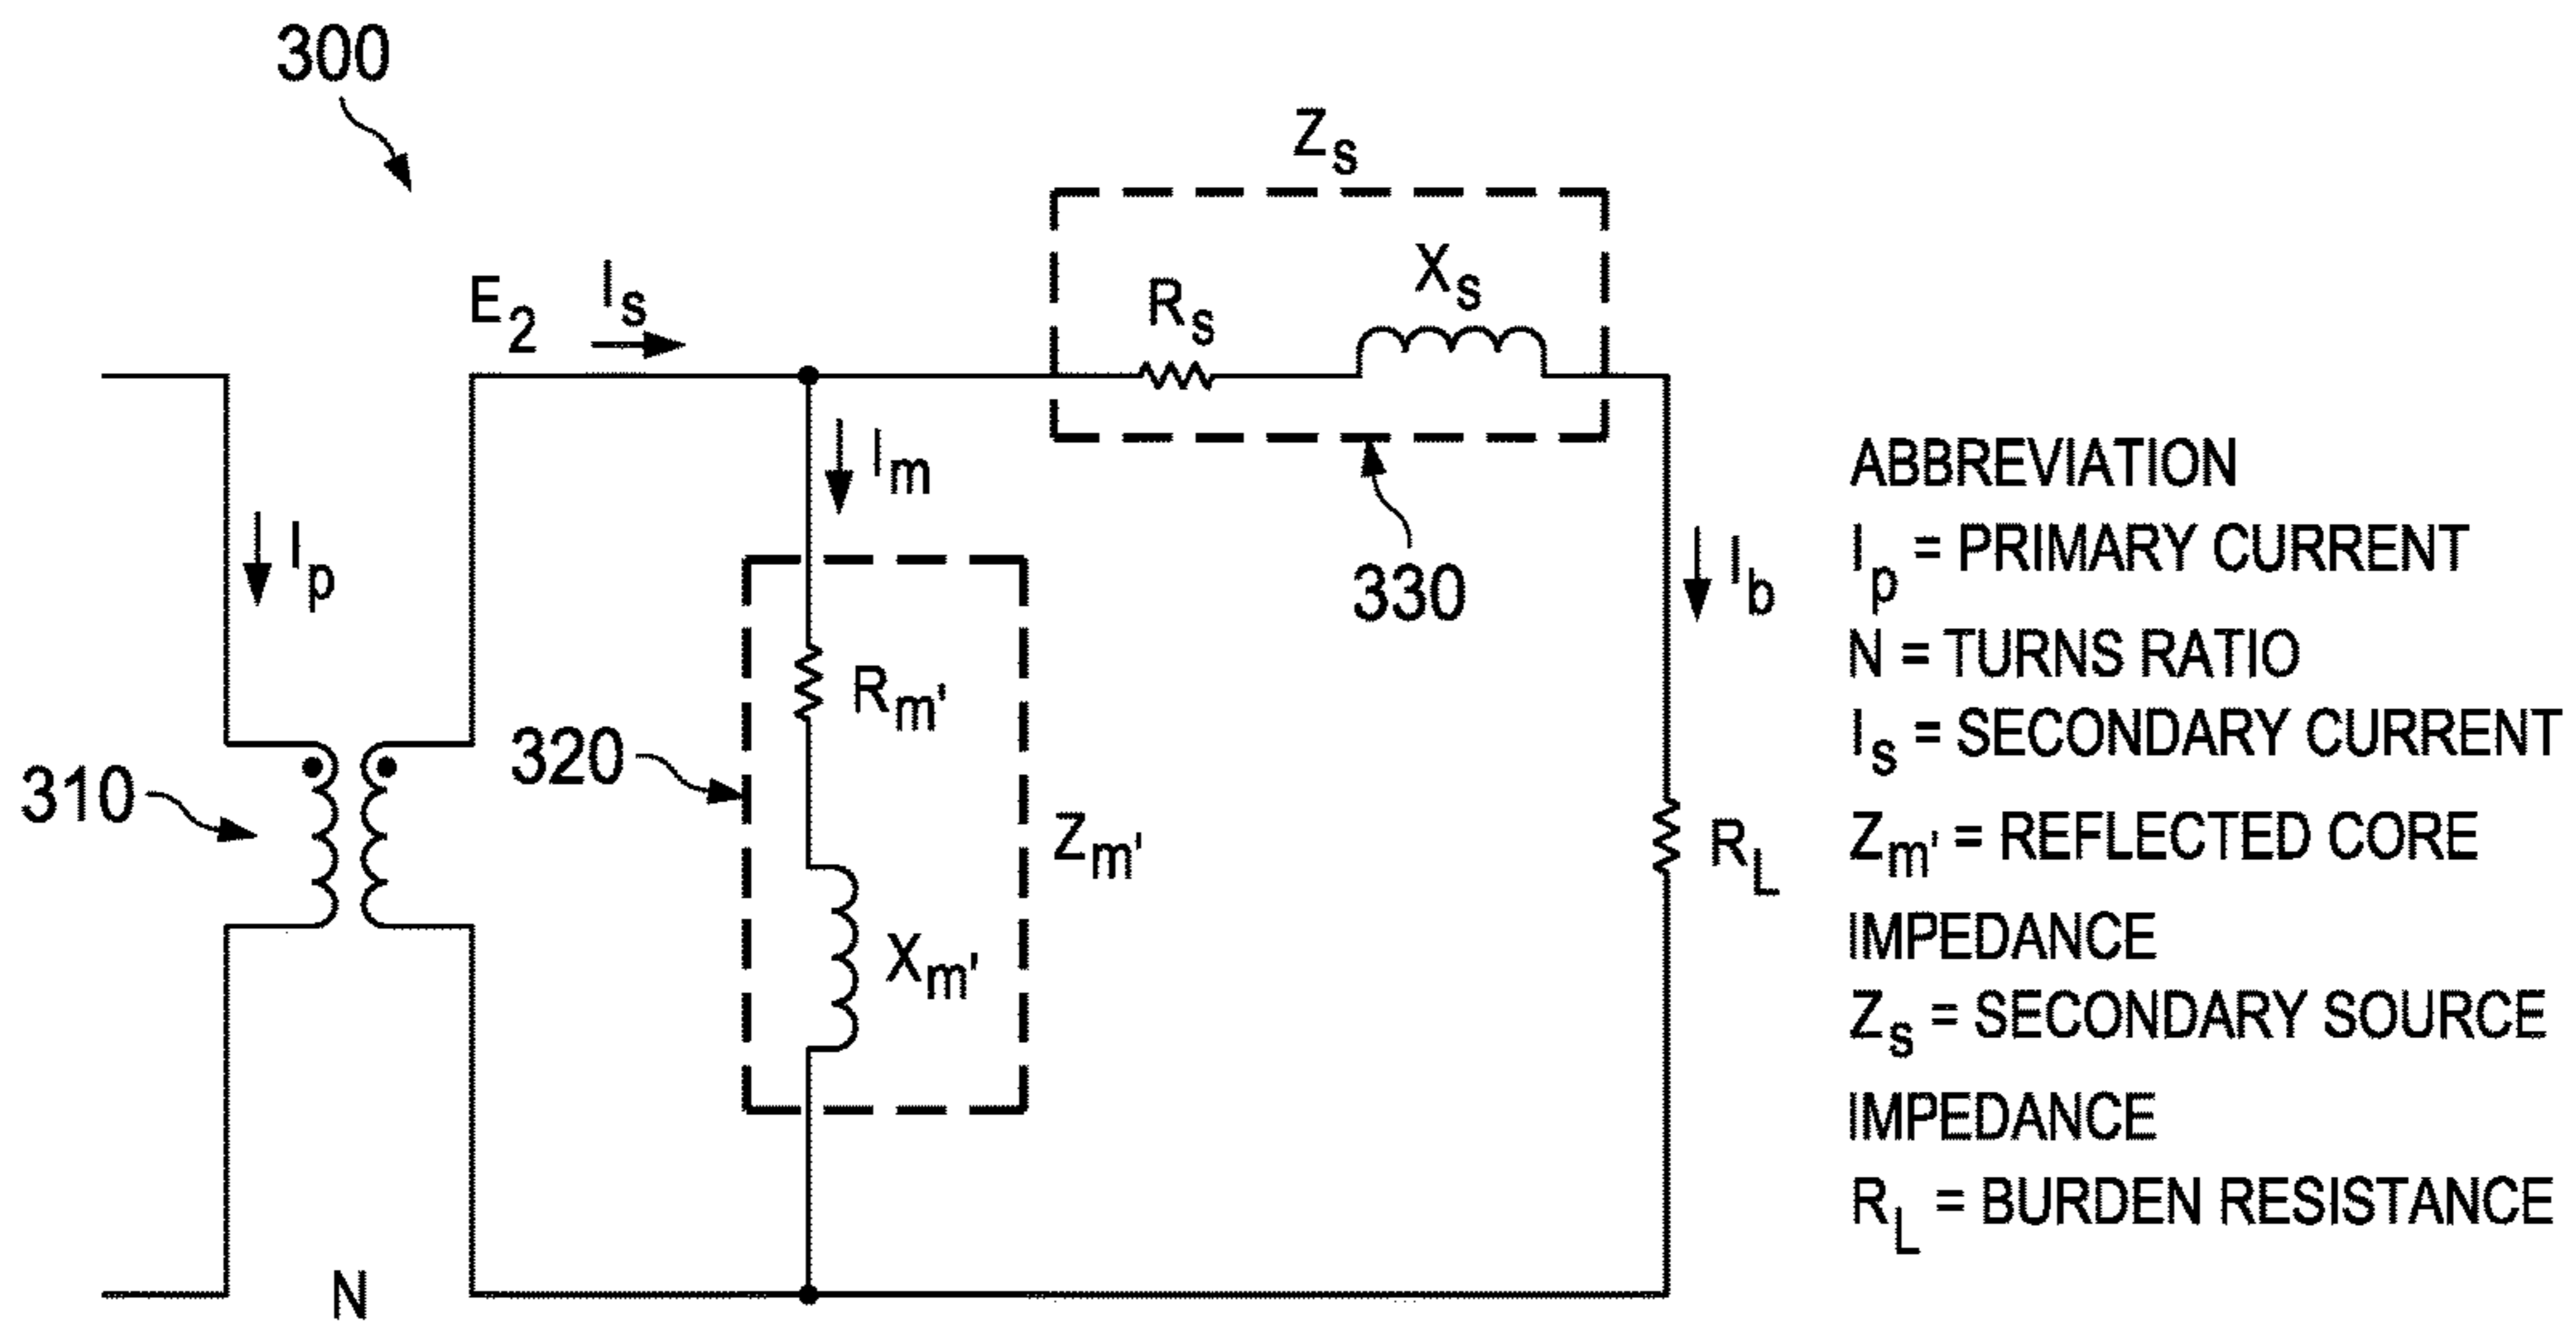 300
Z_s
R_s
X_s
E_2
I_s
I_m
I_p
330
I_b
R_m'
320
310
Z_m'
R_L
X_m'
N
ABBREVIATION
I_p = PRIMARY CURRENT
N = TURNS RATIO
I_s = SECONDARY CURRENT
Z_m' = REFLECTED CORE
IMPEDANCE
Z_s = SECONDARY SOURCE
IMPEDANCE
R_L = BURDEN RESISTANCE